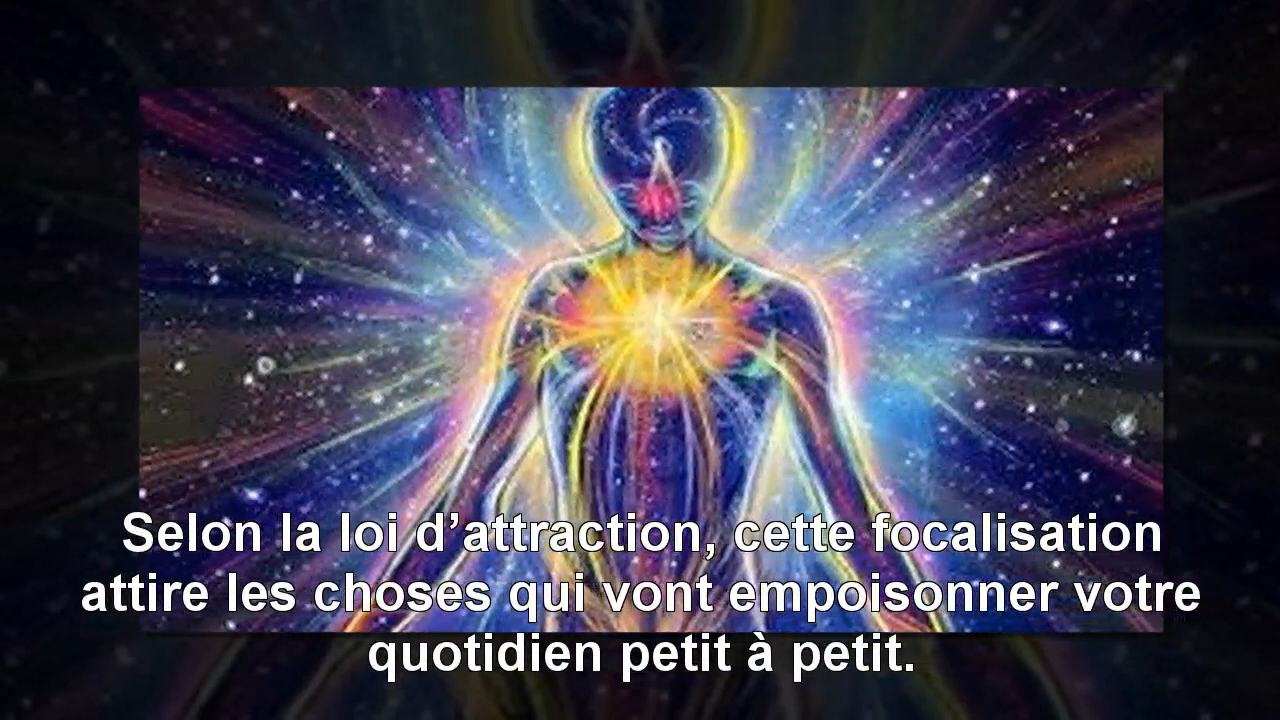 Selon la loi d’attraction, cette focalisation
attire les choses qui vont empoisonner votre
quotidien petit à petit.